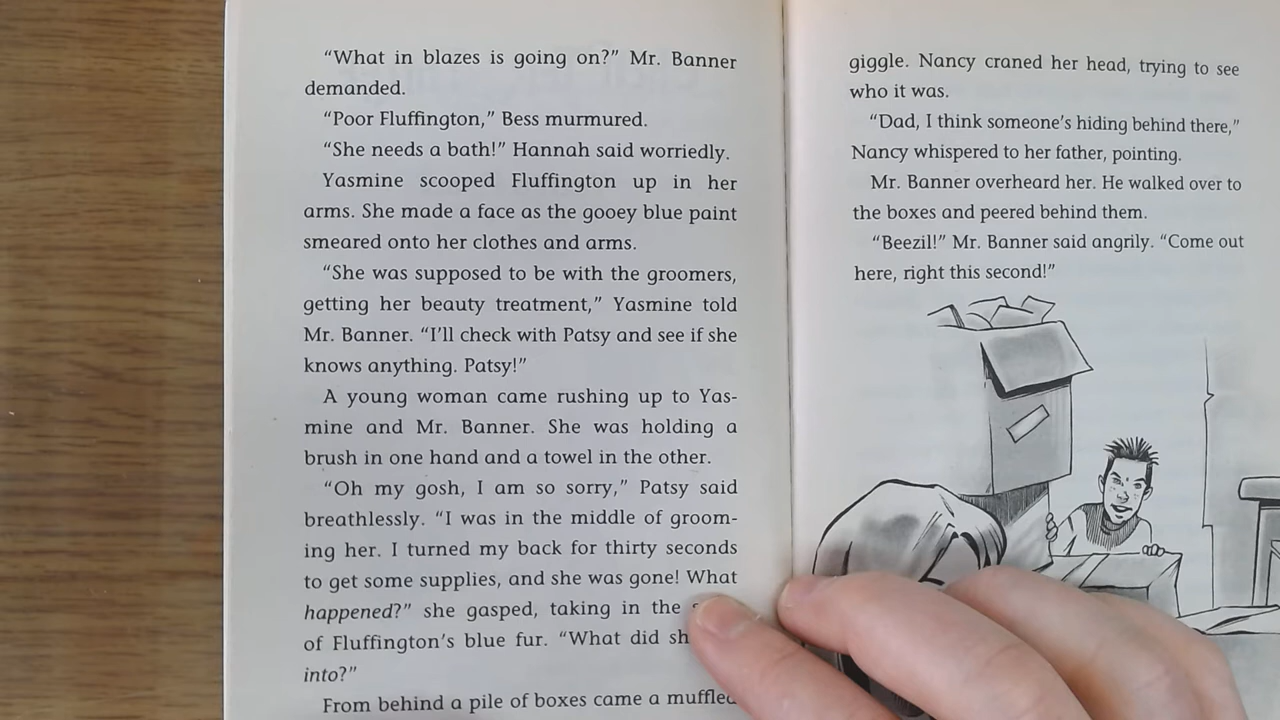 “What in blazes is going on?” Mr. Banner
demanded.
“Poor Fluffington,” Bess murmured.
“She needs a bath!” Hannah said worriedly.
Yasmine scooped Fluffington up in her
arms. She made a face as the gooey blue paint
smeared onto her clothes and arms.
“She was supposed to be with the groomers,
getting her beauty treatment,” Yasmine told
Mr. Banner. “I’ll check with Patsy and see if she
knows anything. Patsy!”
A young woman came rushing up to Yas-
mine and Mr. Banner. She was holding a
brush in one hand and a towel in the other.
“Oh my gosh, I am so sorry,” Patsy said
breathlessly. “I was in the middle of groom-
ing her. I turned my back for thirty seconds
to get some supplies, and she was gone! What
happened?” she gasped, taking in the
of Fluffington’s blue fur. “What did
into?”
From behind a pile of boxes came a muffled
giggle. Nancy craned her head, trying to see
who it was.
“Dad, I think someone’s hiding behind there,”
Nancy whispered to her father, pointing.
Mr. Banner overheard her. He walked over to
the boxes and peered behind them.
“Beezil!” Mr. Banner said angrily. “Come out
here, right this second!”